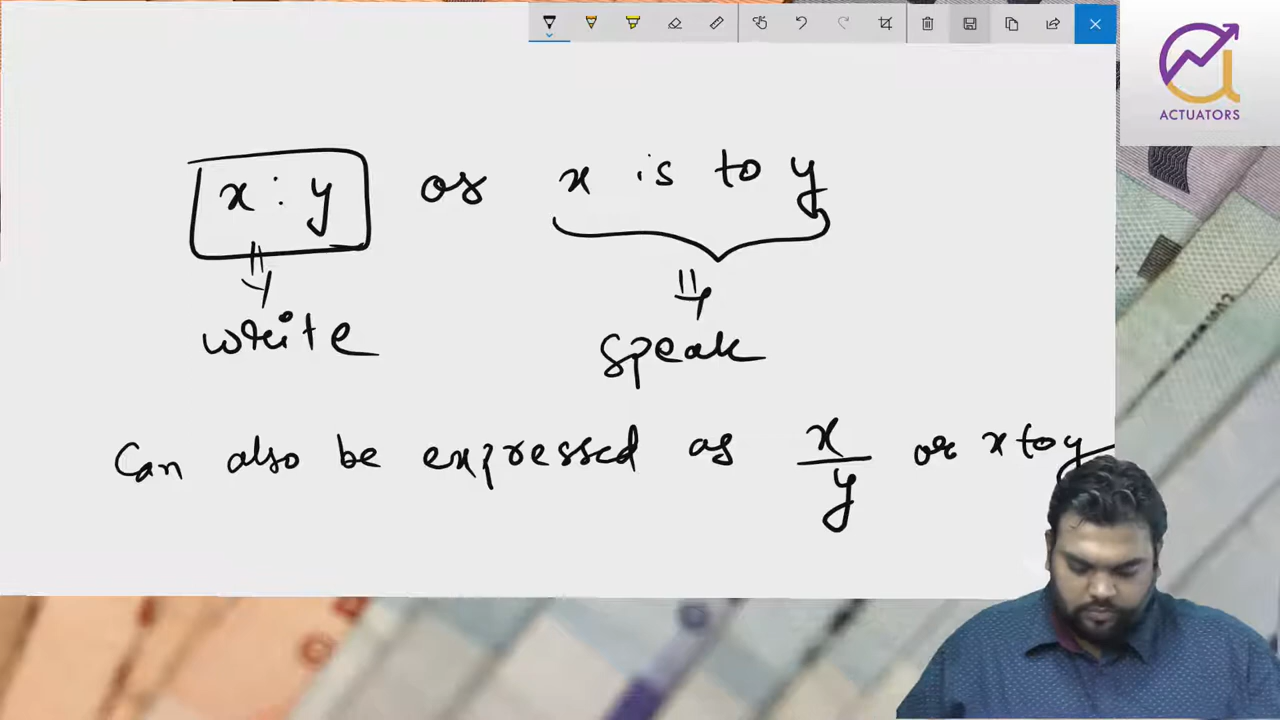 ACTUATORS
x : y or x is to y
write speak
Can also be expressed as x/y or x to y